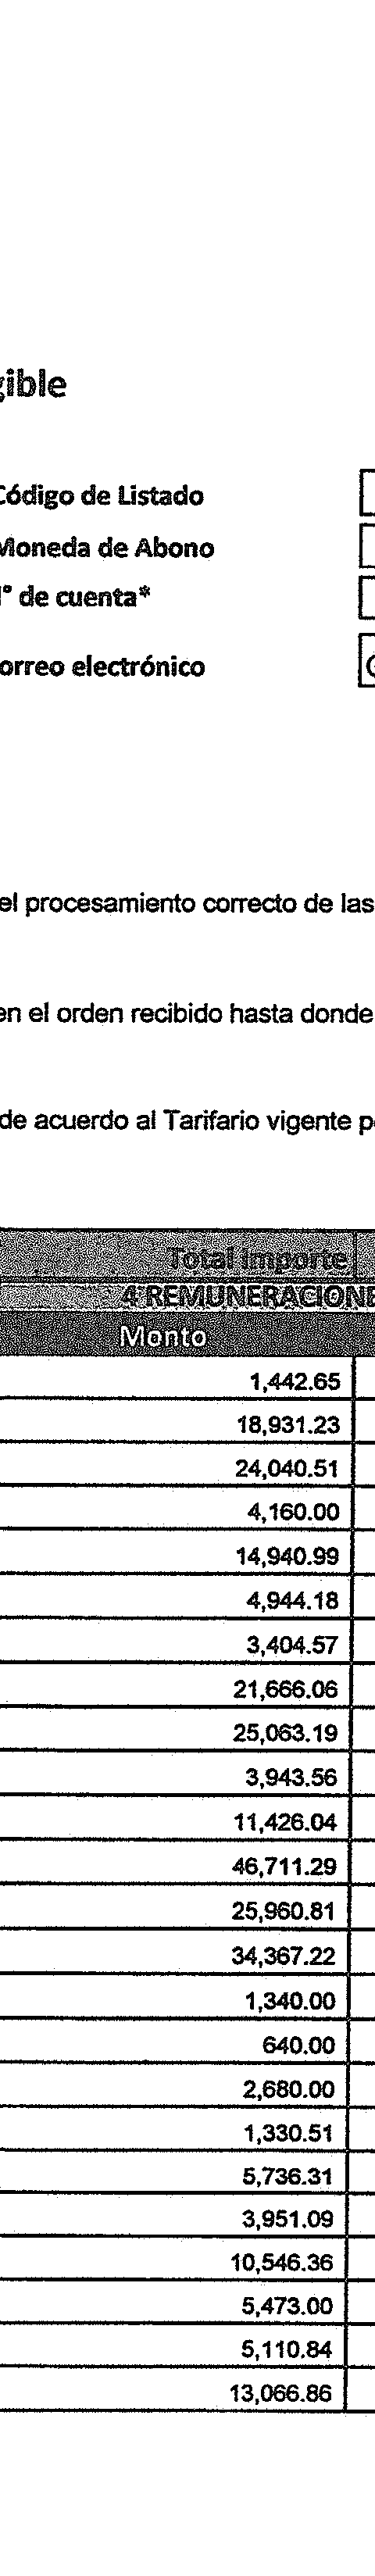 gible
Código de Listado
Moneda de Abono
N° de cuenta*
orreo electrónico
el procesamiento correcto de las
en el orden recibido hasta donde
de acuerdo al Tarifario vigente p
Total Importe
4°REMUNERACIONE
Monto
1,442.65
18,931.23
24,040.51
4,160.00
14,940.99
4,944.18
3,404.57
21,666.06
25,063.19
3,943.56
11,426.04
46,711.29
25,960.81
34,367.22
1,340.00
640.00
2,680.00
1,330.51
5,736.31
3,951.09
10,546.36
5,473.00
5,110.84
13,066.86